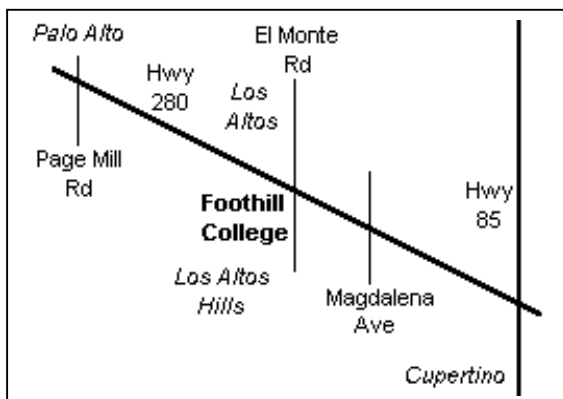 Palo Alto
El Monte
Rd
Hwy
280
Los
Altos
Page Mill
Rd
Foothill
College
Hwy
85
Los Altos
Hills
Magdalena
Ave
Cupertino